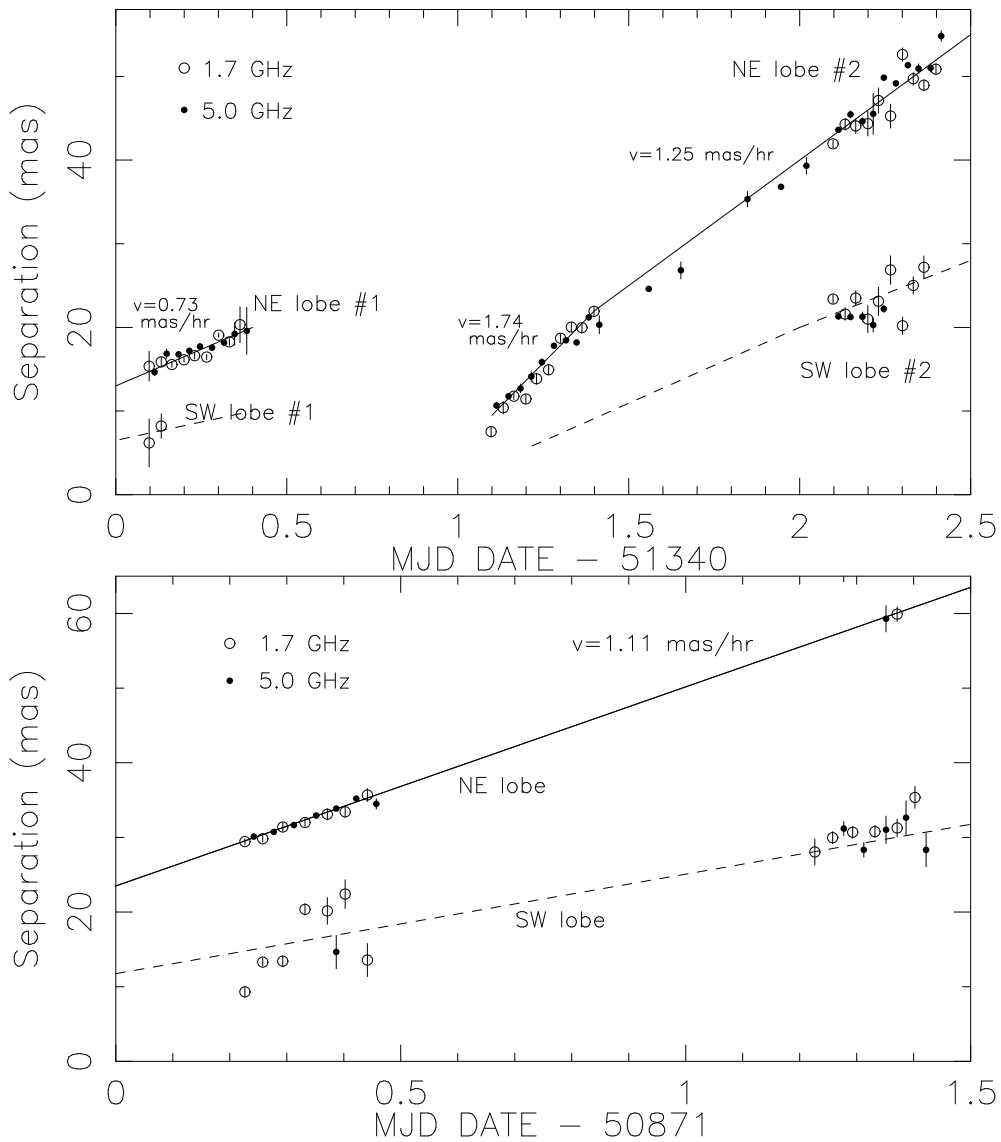 1.7 GHz
5.0 GHz
NE lobe #2
v=1.25 mas/hr
v=0.73
mas/hr
NE lobe #1
v=1.74
mas/hr
SW lobe #2
SW lobe #1
Separation (mas)
0
20
40
0 0.5 1 1.5 2 2.5
MJD DATE − 51340
1.7 GHz
5.0 GHz
v=1.11 mas/hr
NE lobe
SW lobe
Separation (mas)
0
20
40
60
0 0.5 1 1.5
MJD DATE − 50871